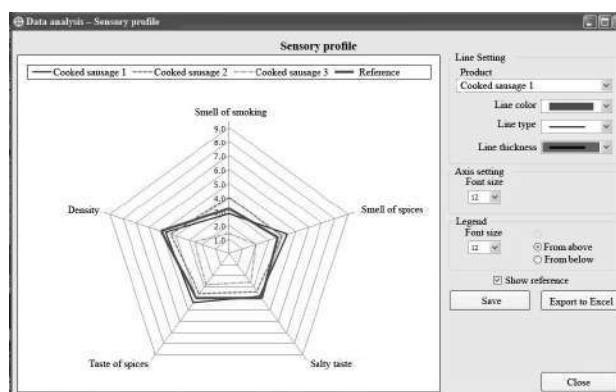 Data analysis – Sensory profile
Sensory profile
Cooked sausage 1 Cooked sausage 2 Cooked sausage 3 Reference
Smell of smoking
9.0
8.0
7.0
6.0
5.0
4.0
3.0
2.0
1.0
Density
Smell of spices
Taste of spices
Salty taste
Line Setting
Product
Cooked sausage 1
Line color
Line type
Line thickness
Axis setting
Font size
12
Legend
Font size
12
From above
From below
Show reference
Save
Export to Excel
Close